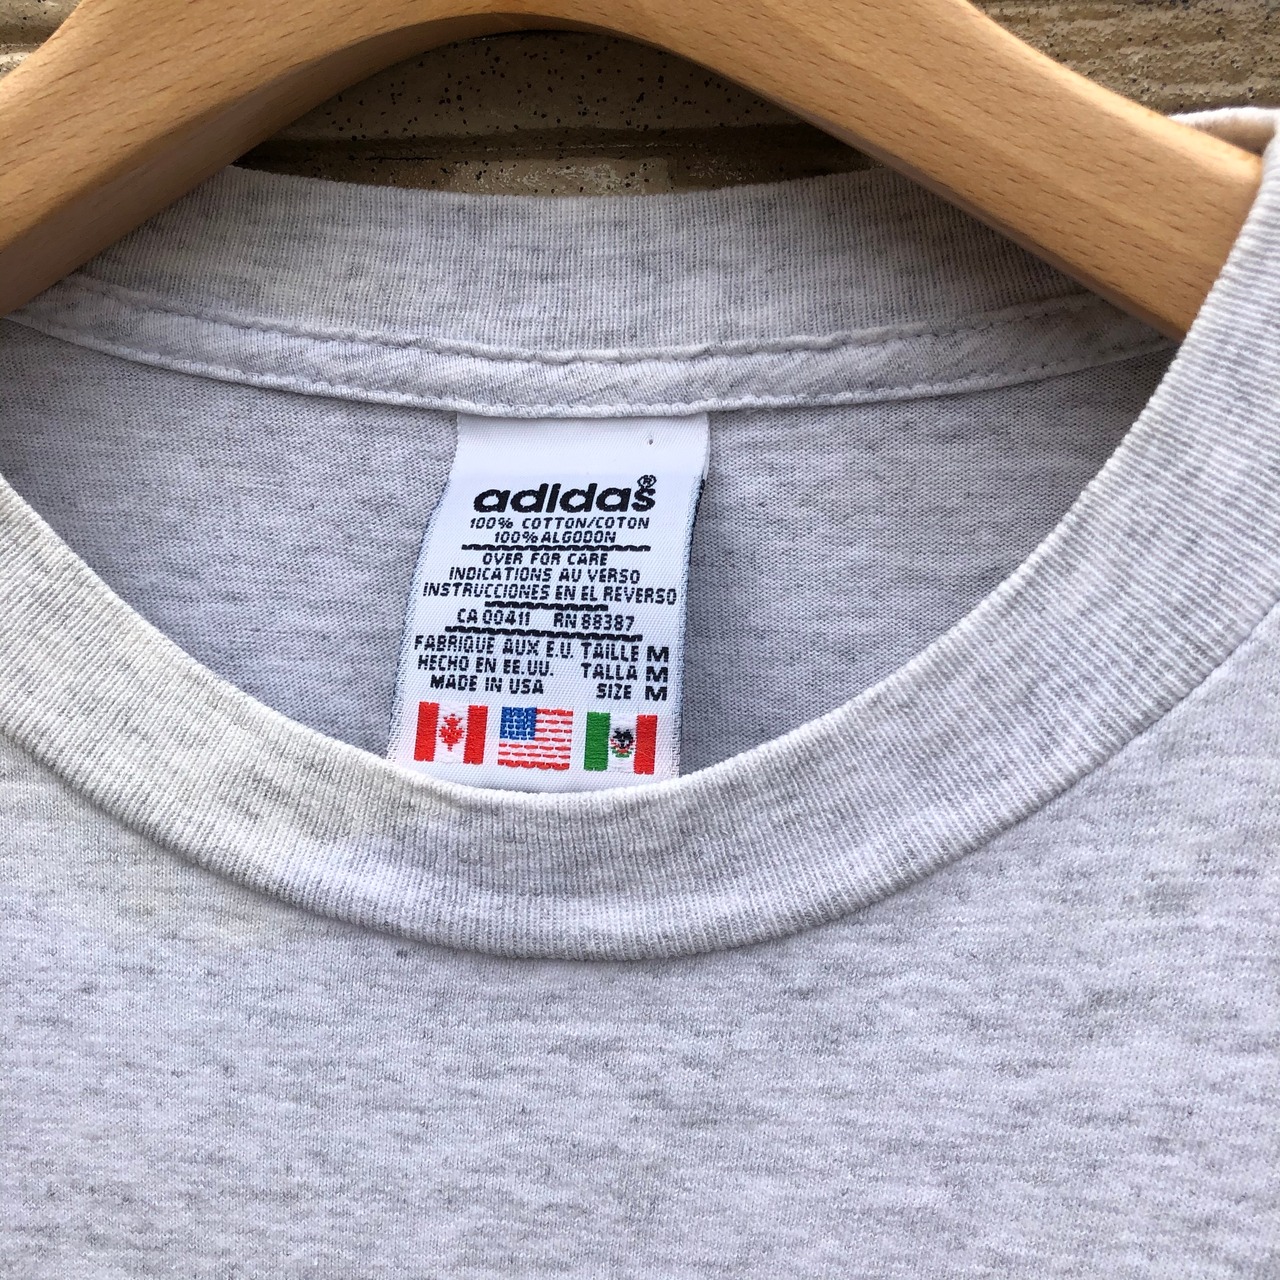 adidas®
100% COTTON/COTON
100% ALGODON
OVER FOR CARE
INDICATIONS AU VERSO
INSTRUCCIONES EN EL REVERSO
CA 00411 RN 88387
FABRIQUE AUX E.U. TAILLE M
HECHO EN EE.UU. TALLA M
MADE IN USA SIZE M